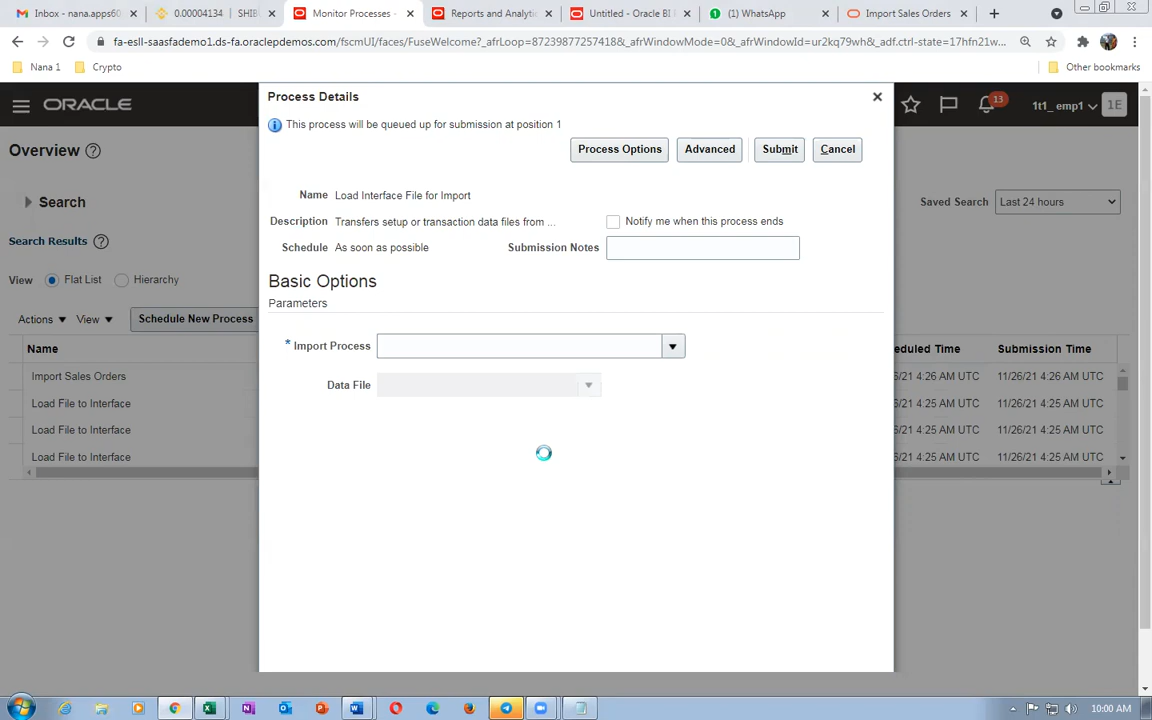 Inbox - nana.apps60
0.00004134 | SHIB
Monitor Processes -
Reports and Analytic
Untitled - Oracle BI
(1) WhatsApp
Import Sales Orders
fa-esll-saasfademo1.ds-fa.oraclepdemos.com/fscmUI/faces/FuseWelcome?_afrLoop=87239877257418&_afrWindowMode=0&_afrWindowId=ur2kq79wh&_adf.ctrl-state=17hfn21w...
Nana 1
Crypto
Other bookmarks
ORACLE
13
1t1_ emp1
1E
Process Details
This process will be queued up for submission at position 1
Process Options
Advanced
Submit
Cancel
Name Load Interface File for Import
Description Transfers setup or transaction data files from ...
Notify me when this process ends
Schedule As soon as possible
Submission Notes
Basic Options
Parameters
* Import Process
Data File
Overview
Search
Saved Search
Last 24 hours
Search Results
View Flat List Hierarchy
Actions View Schedule New Process
Name
eduled Time
Submission Time
Import Sales Orders
6/21 4:26 AM UTC
11/26/21 4:26 AM UTC
Load File to Interface
6/21 4:25 AM UTC
11/26/21 4:25 AM UTC
Load File to Interface
6/21 4:25 AM UTC
11/26/21 4:25 AM UTC
Load File to Interface
6/21 4:25 AM UTC
11/26/21 4:25 AM UTC
10:00 AM